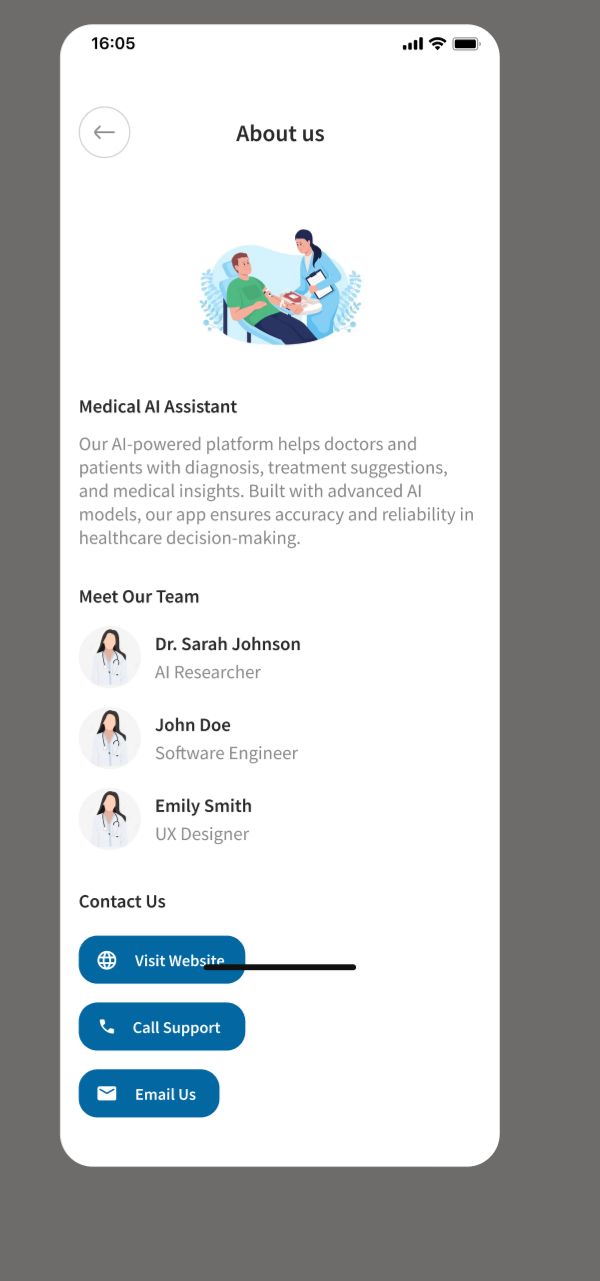 16:05
About us
Medical AI Assistant
Our AI-powered platform helps doctors and
patients with diagnosis, treatment suggestions,
and medical insights. Built with advanced AI
models, our app ensures accuracy and reliability in
healthcare decision-making.
Meet Our Team
Dr. Sarah Johnson
AI Researcher
John Doe
Software Engineer
Emily Smith
UX Designer
Contact Us
Visit Website
Call Support
Email Us